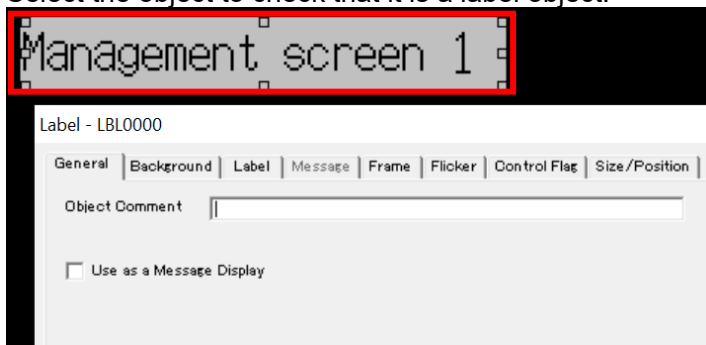 Select the object to check that it is a label object.
Management screen 1
Label - LBL0000
General Background Label Message Frame Flicker Control Flag Size/Position
Object Comment
Use as a Message Display